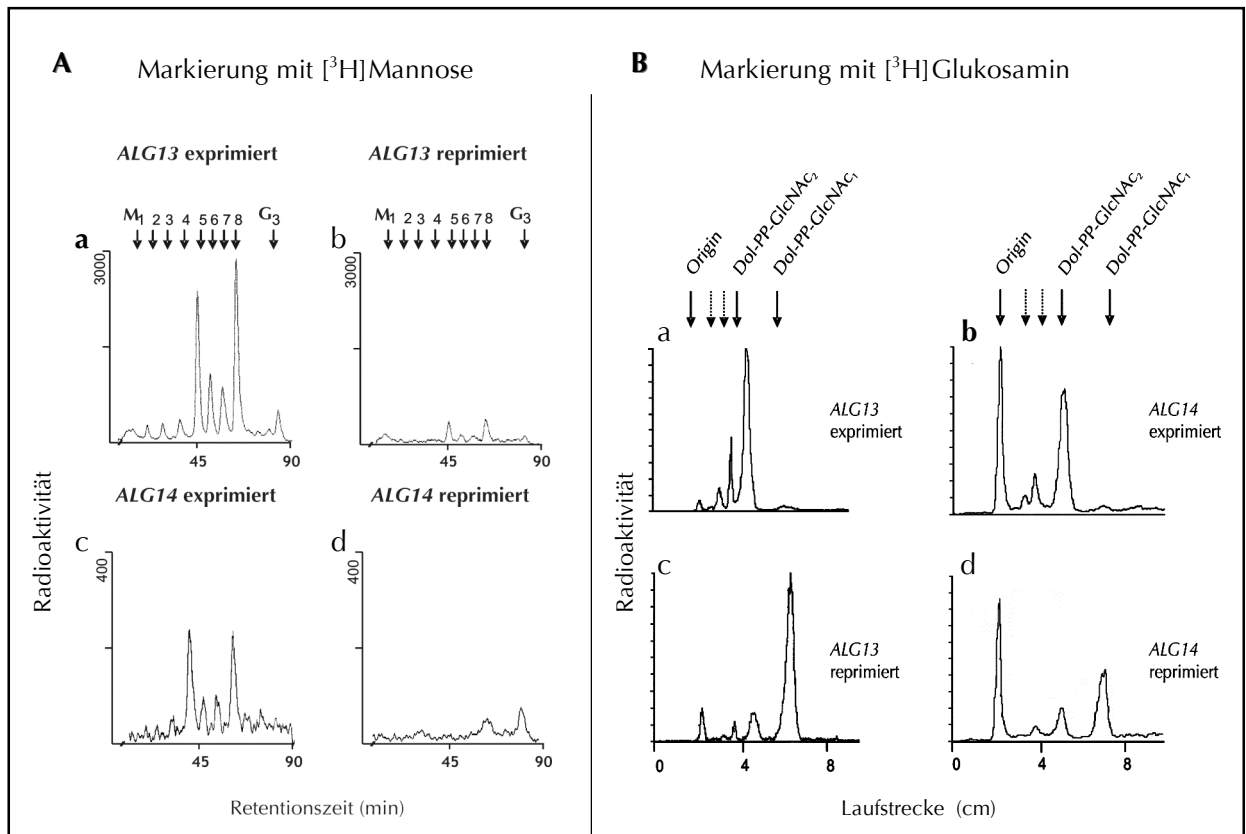 A Markierung mit [³H]Mannose
ALG13 exprimiert
ALG13 reprimiert
M1 2 3 4 5 6 7 8 G3
M1 2 3 4 5 6 7 8 G3
a
b
3000
3000
45 90
45 90
ALG14 exprimiert
ALG14 reprimiert
c
d
400
400
45 90
45 90
Radioaktivität
Retentionszeit (min)
B Markierung mit [³H]Glukosamin
Origin
Dol-PP-GlcNAc₂
Dol-PP-GlcNAc₁
Origin
Dol-PP-GlcNAc₂
Dol-PP-GlcNAc₁
a
ALG13
exprimiert
b
ALG14
exprimiert
c
ALG13
reprimiert
d
ALG14
reprimiert
0 4 8
0 4 8
Radioaktivität
Laufstrecke (cm)